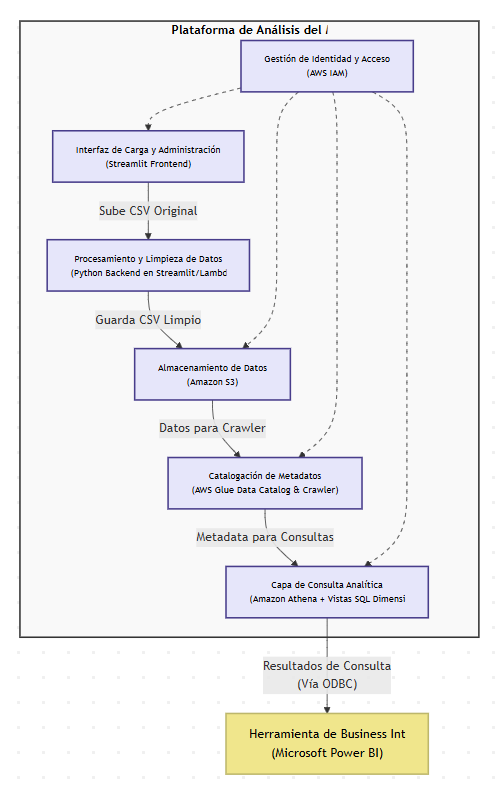 Plataforma de Análisis del
Gestión de Identidad y Acceso
(AWS IAM)
Interfaz de Carga y Administración
(Streamlit Frontend)
Sube CSV Original
Procesamiento y Limpieza de Datos
(Python Backend en Streamlit/Lambd
Guarda CSV Limpio
Almacenamiento de Datos
(Amazon S3)
Datos para Crawler
Catalogación de Metadatos
(AWS Glue Data Catalog & Crawler)
Metadata para Consultas
Capa de Consulta Analítica
(Amazon Athena + Vistas SQL Dimensi
Resultados de Consulta
(Vía ODBC)
Herramienta de Business Int
(Microsoft Power BI)